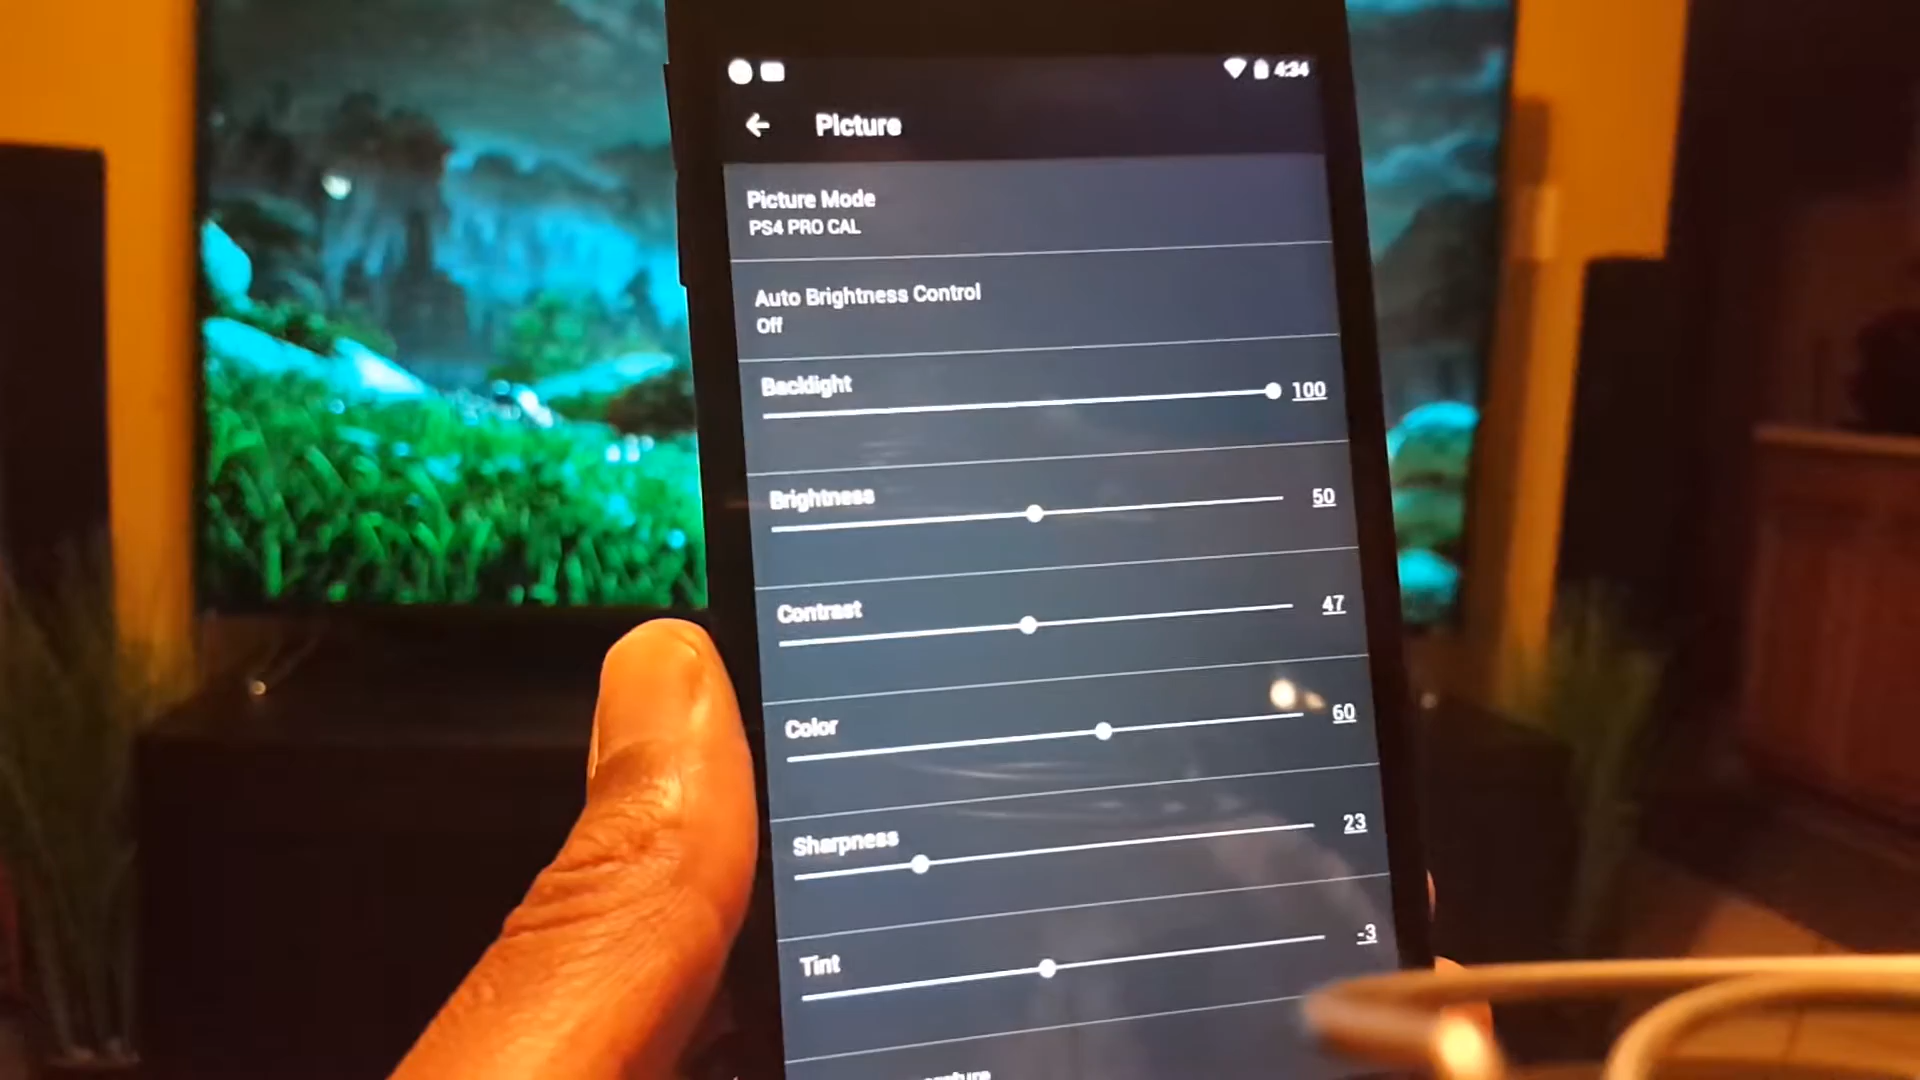 4:34
Picture
Picture Mode
PS4 PRO CAL
Auto Brightness Control
Off
Backlight
100
Brightness
50
Contrast
47
Color
60
Sharpness
23
Tint
-3